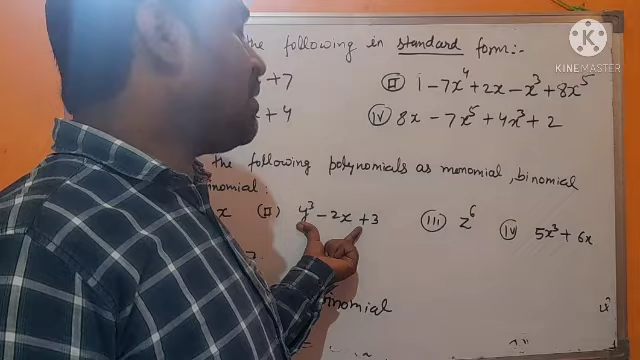 the following in standard form:-
+7 (II) 1 - 7x⁴ + 2x - x³ + 8x⁵
KINEMASTER
+ 4 (IV) 8x - 7x⁵ + 4x³ + 2
the following polynomials as monomial, binomial
nomial:
x (II) y³ - 2x + 3 (III) z⁶ (IV) 5x³ + 6x
inomial